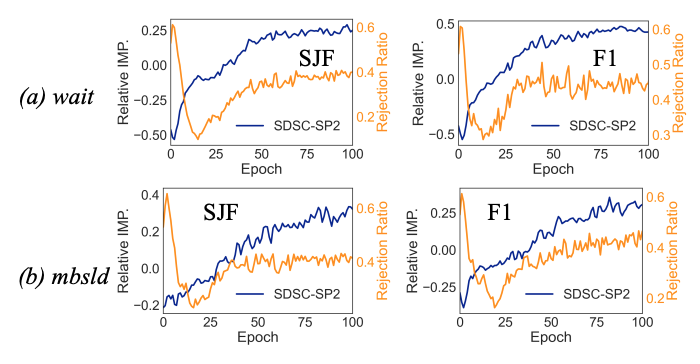 (a) wait
Relative IMP.
0.25
0.00
−0.25
−0.50
SJF
SDSC-SP2
0 25 50 75 100
Epoch
0.6
0.4
0.2
Rejection Ratio
Relative IMP.
0.5
0.0
−0.5
F1
SDSC-SP2
0 25 50 75 100
Epoch
0.6
0.5
0.4
0.3
Rejection Ratio
(b) mbsld
Relative IMP.
0.4
0.2
0.0
−0.2
SJF
SDSC-SP2
0 25 50 75 100
Epoch
0.6
0.4
Rejection Ratio
Relative IMP.
0.25
0.00
−0.25
F1
SDSC-SP2
0 25 50 75 100
Epoch
0.6
0.4
0.2
Rejection Ratio